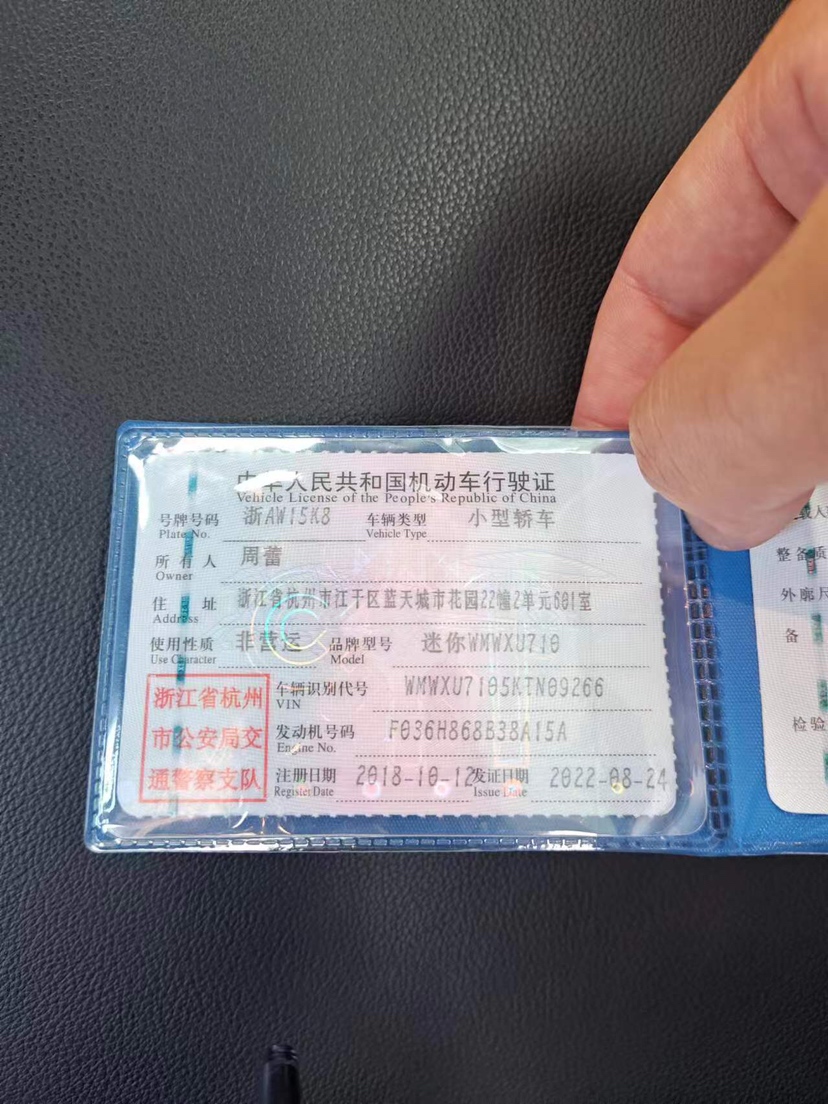 中华人民共和国机动车行驶证
Vehicle License of the People's Republic of China
号牌号码 浙AW15K8 车辆类型 小型轿车
Plate No. Vehicle Type
所有人 周蕾
Owner
住址 浙江省杭州市江干区蓝天城市花园22幢2单元601室
Address
使用性质 非营运 品牌型号 迷你WMWXU710
Use Character Model
浙江省杭州
市公安局交
通警察支队
车辆识别代号 WMWXU7105KTN09266
VIN
发动机号码 F036H868B38A15A
Engine No.
注册日期 2018-10-12 发证日期 2022-08-24
Register Date Issue Date
整备质
外廓尺
备
检验